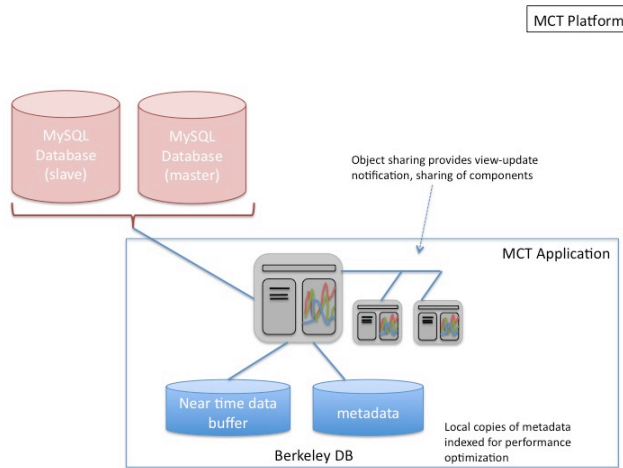 MCT Platform
MySQL
Database
(slave)
MySQL
Database
(master)
Object sharing provides view-update
notification, sharing of components
MCT Application
Near time data
buffer
metadata
Local copies of metadata
indexed for performance
optimization
Berkeley DB